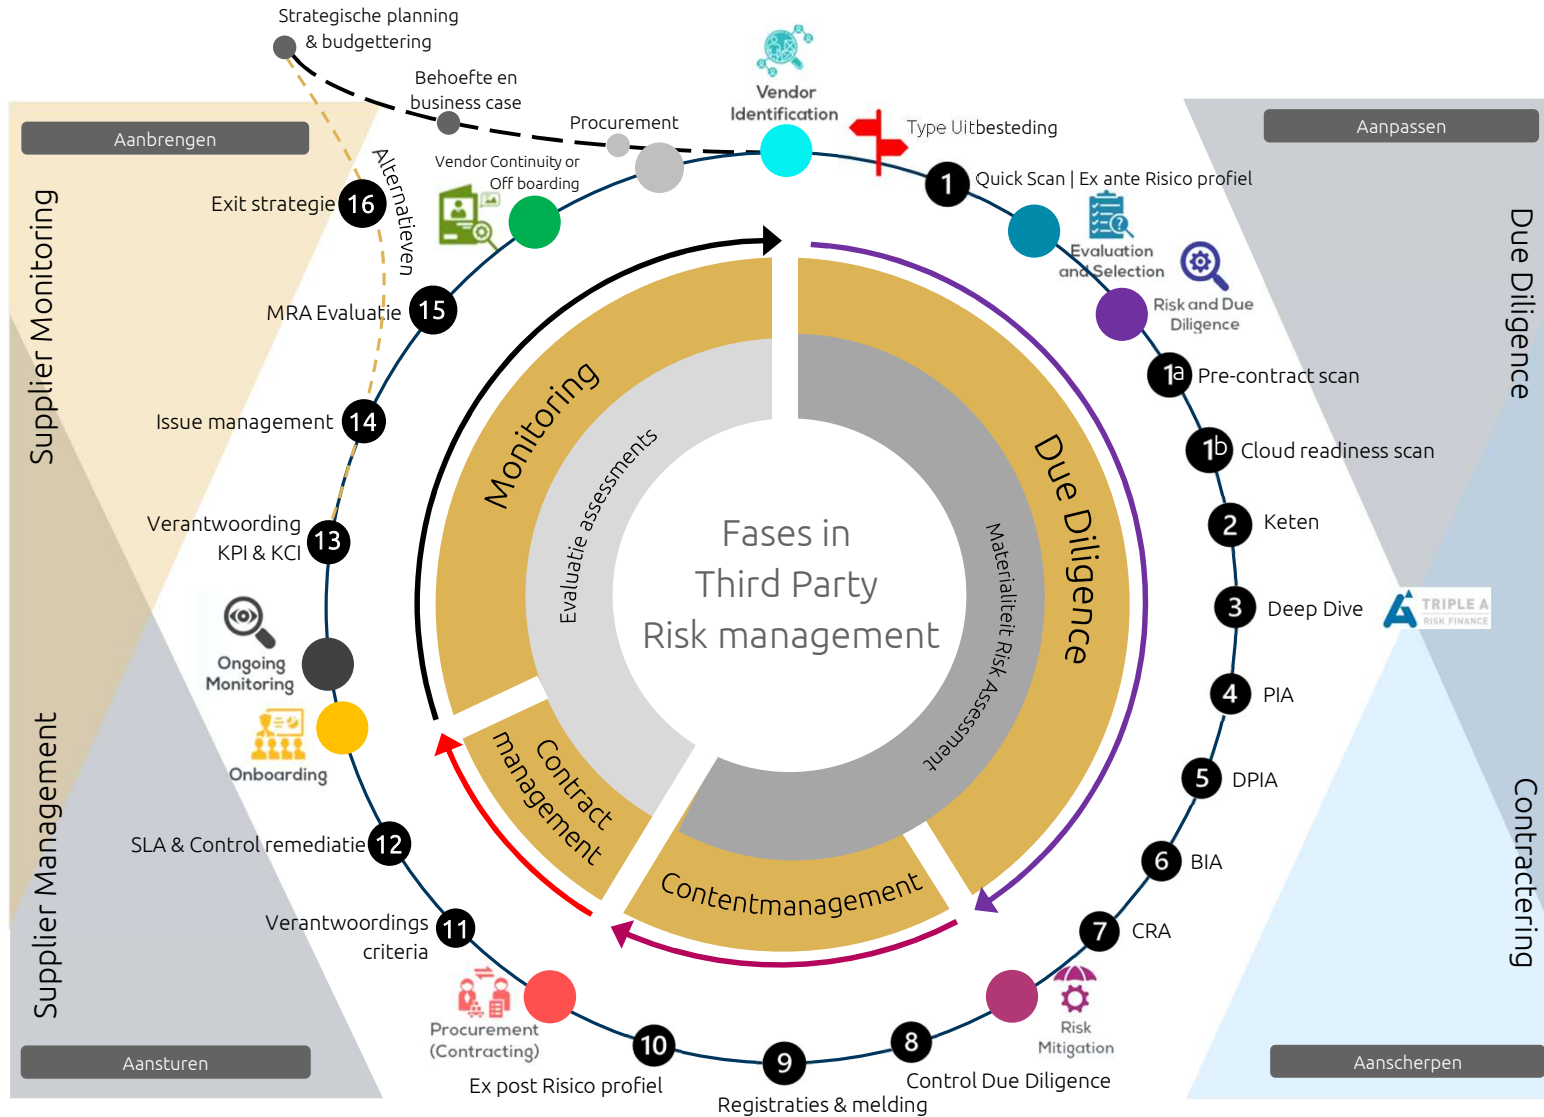 Strategische planning
& budgettering
Behoefte en
business case
Procurement
Vendor
Identification
Type Uitbesteding
Aanbrengen
Aanpassen
Alternatieven
Vendor Continuity or
Off boarding
1
Quick Scan | Ex ante Risico profiel
Exit strategie
16
Evaluation
and Selection
Risk and Due
Diligence
Supplier Monitoring
Due Diligence
MRA Evaluatie
15
1a
Pre-contract scan
Issue management
14
1b
Cloud readiness scan
Monitoring
Evaluatie assessments
Due Diligence
Materialiteit Risk Assessment
Fases in
Third Party
Risk management
Verantwoording
KPI & KCI
13
2
Keten
3
Deep Dive
TRIPLE A
RISK FINANCE
Ongoing
Monitoring
4
PIA
Onboarding
5
DPIA
Contract
management
Contentmanagement
Supplier Management
Contractering
SLA & Control remediatie
12
6
BIA
Verantwoordings
criteria
11
7
CRA
Procurement
(Contracting)
Risk
Mitigation
10
Ex post Risico profiel
9
Registraties & melding
8
Control Due Diligence
Aansturen
Aanscherpen